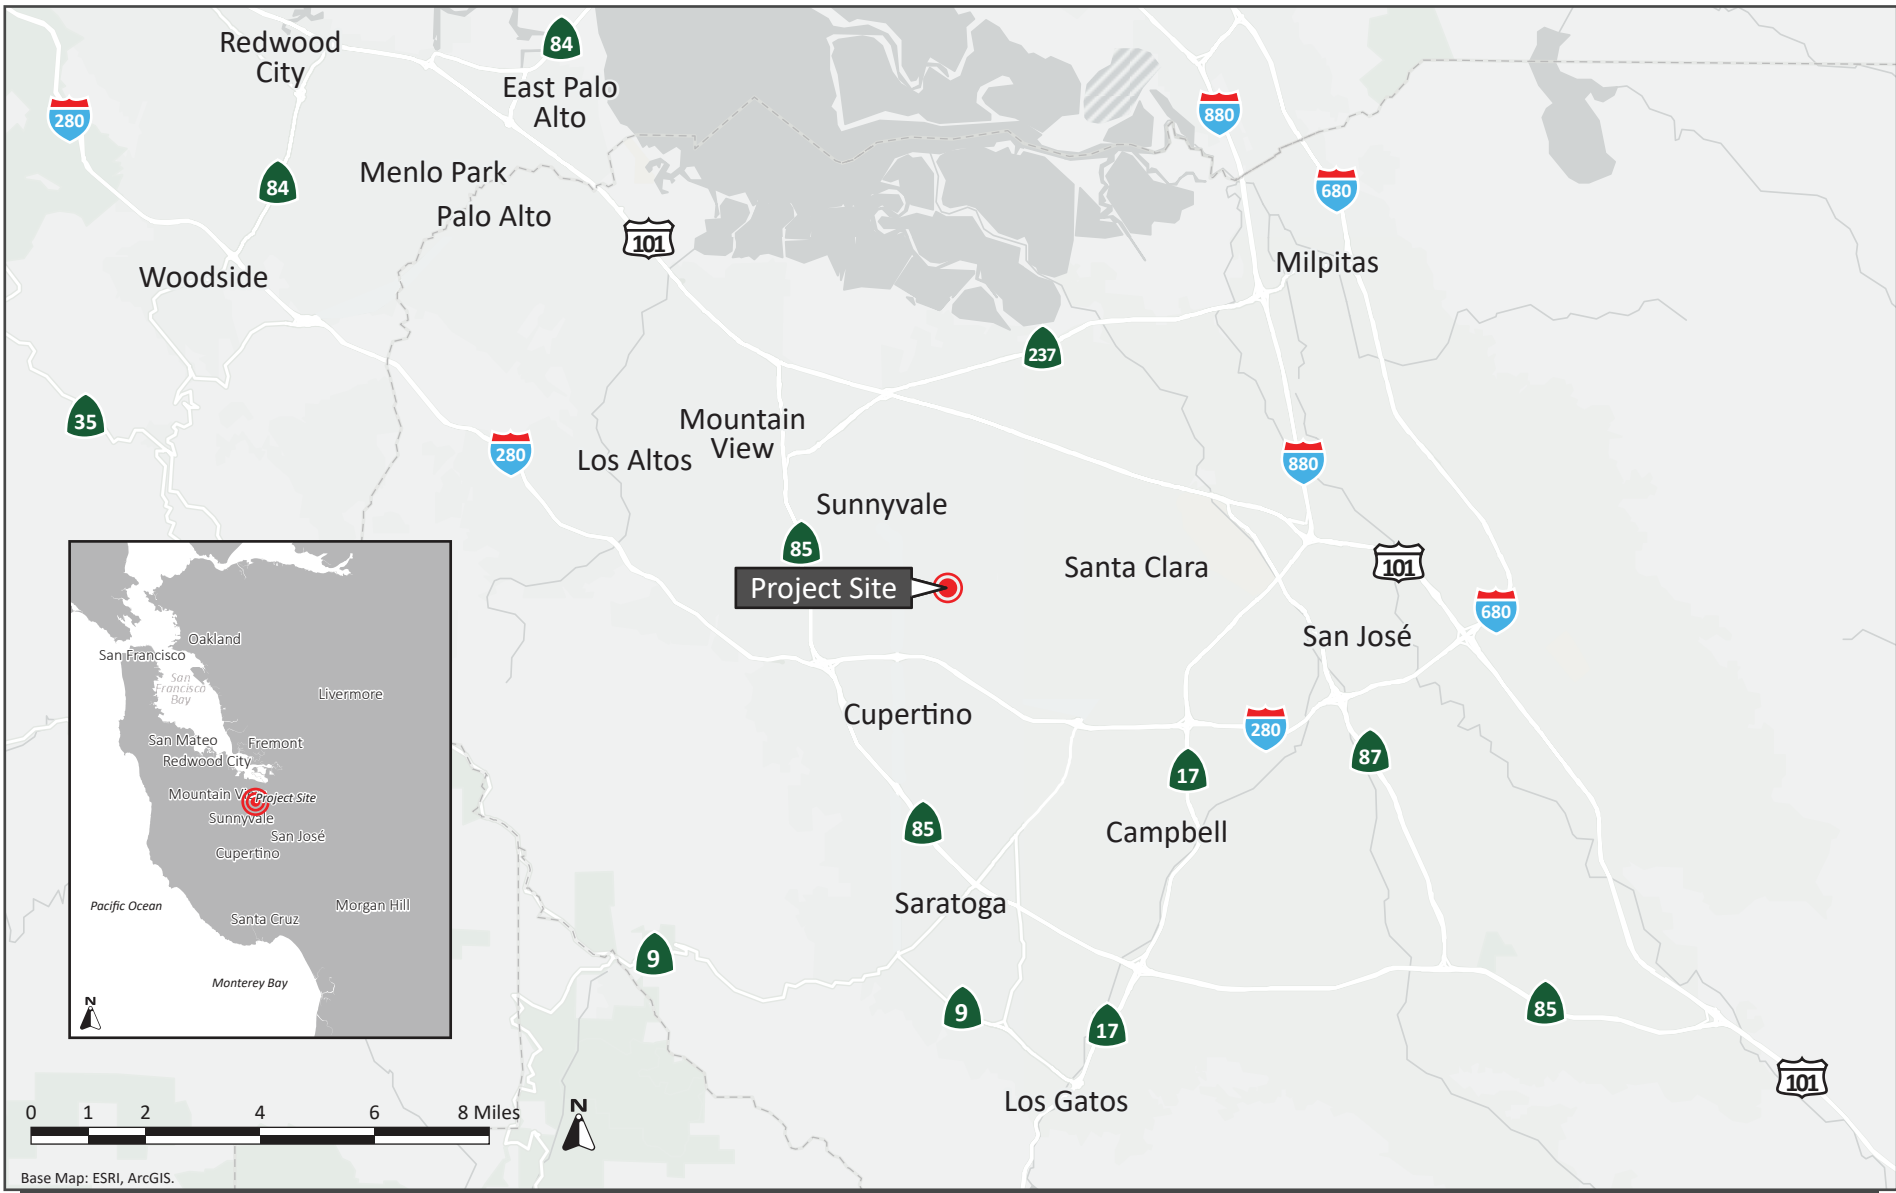 Redwood
City
84
East Palo
Alto
280
880
84
Menlo Park
680
Palo Alto
101
Milpitas
Woodside
237
35
Mountain
View
280
Los Altos
880
Sunnyvale
85
Santa Clara
101
Project Site
680
San José
Cupertino
280
87
17
85
Campbell
Saratoga
9
9
17
85
101
Los Gatos
Oakland
San Francisco
San
Francisco
Bay
Livermore
San Mateo
Fremont
Redwood City
Project Site
Sunnyvale
San José
Cupertino
Pacific Ocean
Morgan Hill
Santa Cruz
Monterey Bay
N
0 1 2 4 6 8 Miles
N
Base Map: ESRI, ArcGIS.